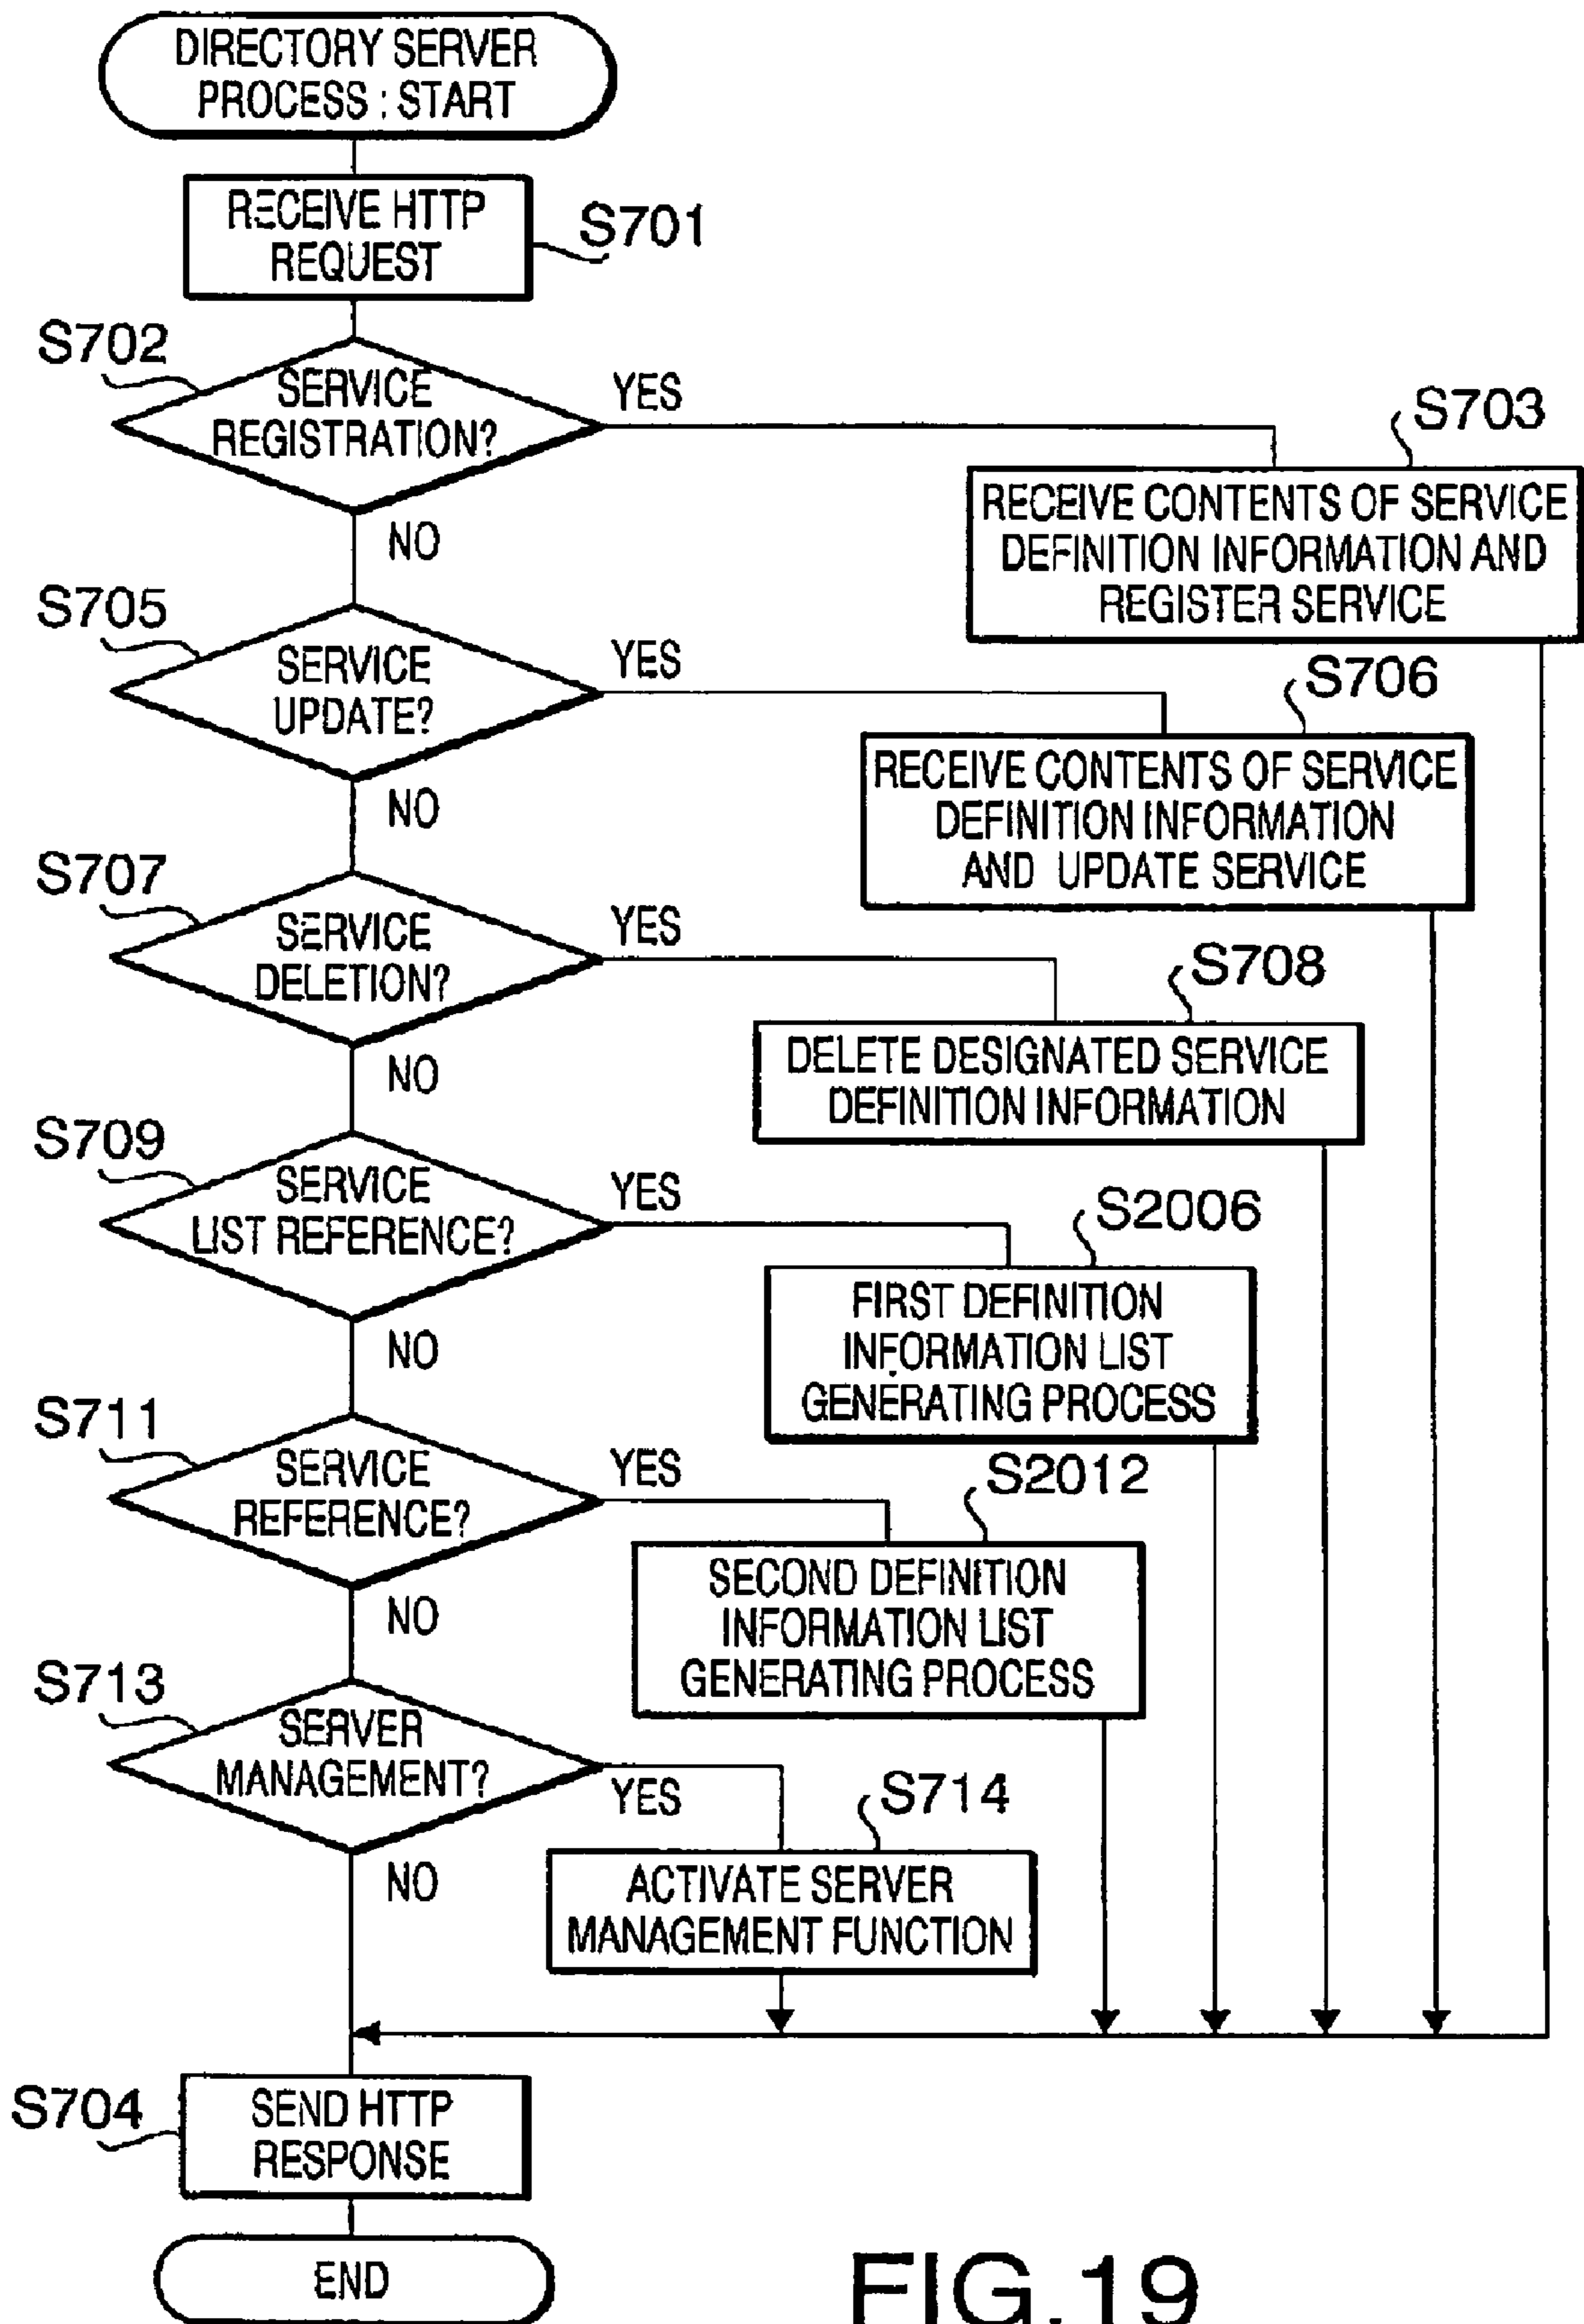 DIRECTORY SERVER
PROCESS : START
RECEIVE HTTP
REQUEST
S701
S702
SERVICE
REGISTRATION?
YES
NO
S703
RECEIVE CONTENTS OF SERVICE
DEFINITION INFORMATION AND
REGISTER SERVICE
S705
SERVICE
UPDATE?
YES
NO
S706
RECEIVE CONTENTS OF SERVICE
DEFINITION INFORMATION
AND UPDATE SERVICE
S707
SERVICE
DELETION?
YES
NO
S708
DELETE DESIGNATED SERVICE
DEFINITION INFORMATION
S709
SERVICE
LIST REFERENCE?
YES
NO
S2006
FIRST DEFINITION
INFORMATION LIST
GENERATING PROCESS
S711
SERVICE
REFERENCE?
YES
NO
S2012
SECOND DEFINITION
INFORMATION LIST
GENERATING PROCESS
S713
SERVER
MANAGEMENT?
YES
NO
S714
ACTIVATE SERVER
MANAGEMENT FUNCTION
S704
SEND HTTP
RESPONSE
END
FIG.19